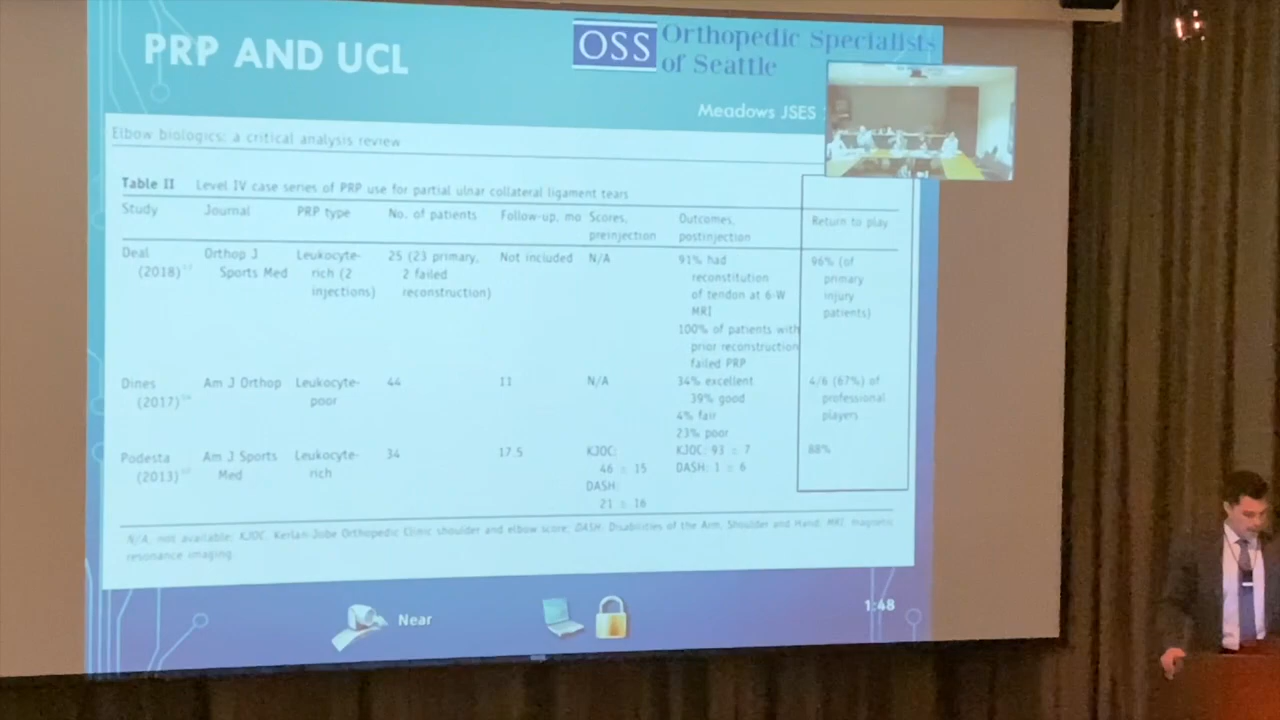 PRP AND UCL
OSS Orthopedic Specialists
of Seattle
Meadows JSES
Elbow biologics: a critical analysis review
Table II Level IV case series of PRP use for partial ulnar collateral ligament tears
Study Journal PRP type No. of patients Follow-up, mo Scores, preinjection Outcomes, postinjection Return to play
Deal Orthop J Leukocyte- 25 (23 primary, Not included N/A 91% had 96% (of
(2018) Sports Med rich (2 2 failed reconstitution primary
injections) reconstruction) of tendon at 6-W injury
MRI patients)
100% of patients with
prior reconstruction
failed PRP
Dines Am J Orthop Leukocyte- 44 11 N/A 34% excellent 4/6 (67%) of
(2017) poor 39% good professional
4% fair players
23% poor
Podesta Am J Sports Leukocyte- 34 17.5 KJOC: KJOC: 93 ± 7 88%
(2013) Med rich 46 ± 15 DASH: 1 ± 6
DASH:
21 ± 16
N/A, not available; KJOC, Kerlan-Jobe Orthopedic Clinic shoulder and elbow score; DASH, Disabilities of the Arm, Shoulder and Hand; MRI, magnetic
resonance imaging.
Near
1:48